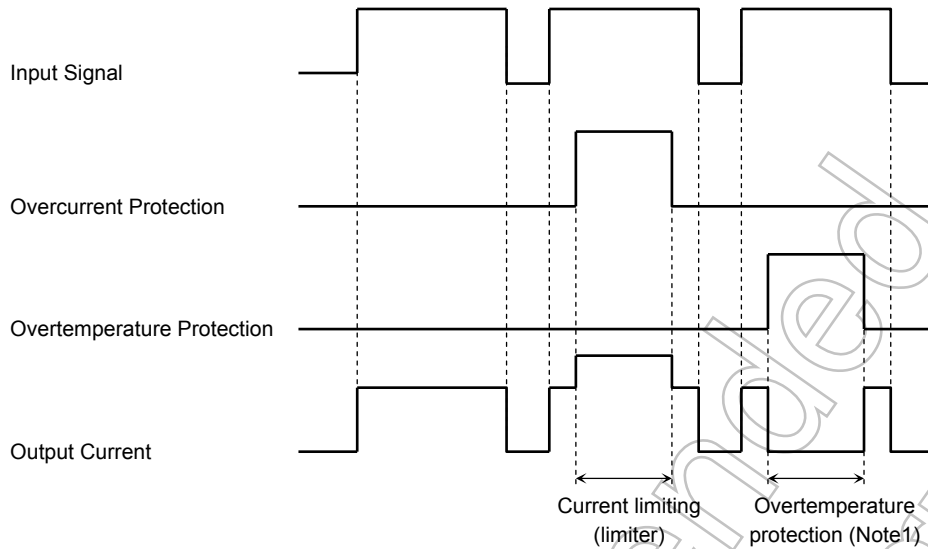 Input Signal
Overcurrent Protection
Overtemperature Protection
Output Current
Current limiting
(limiter)
Overtemperature
protection (Note1)